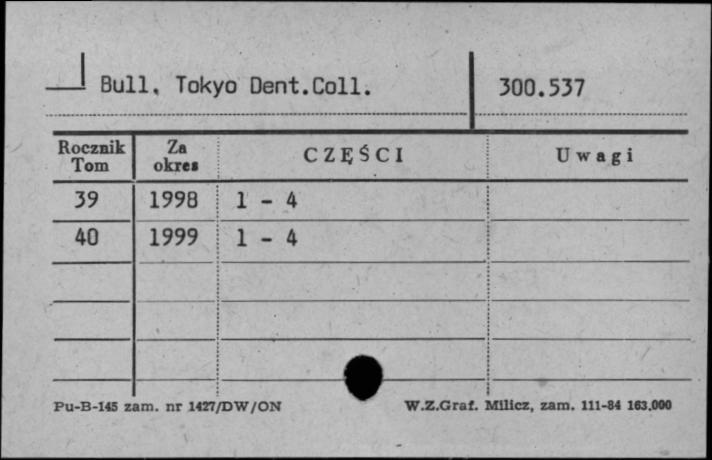 Bull. Tokyo Dent.Coll. 300.537
Rocznik Tom Za okres CZĘŚCI Uwagi
39 1998 1 - 4
40 1999 1 - 4
Pu-B-145 zam. nr 1427/DW/ON W.Z.Graf. Milicz, zam. 111-84 163.000